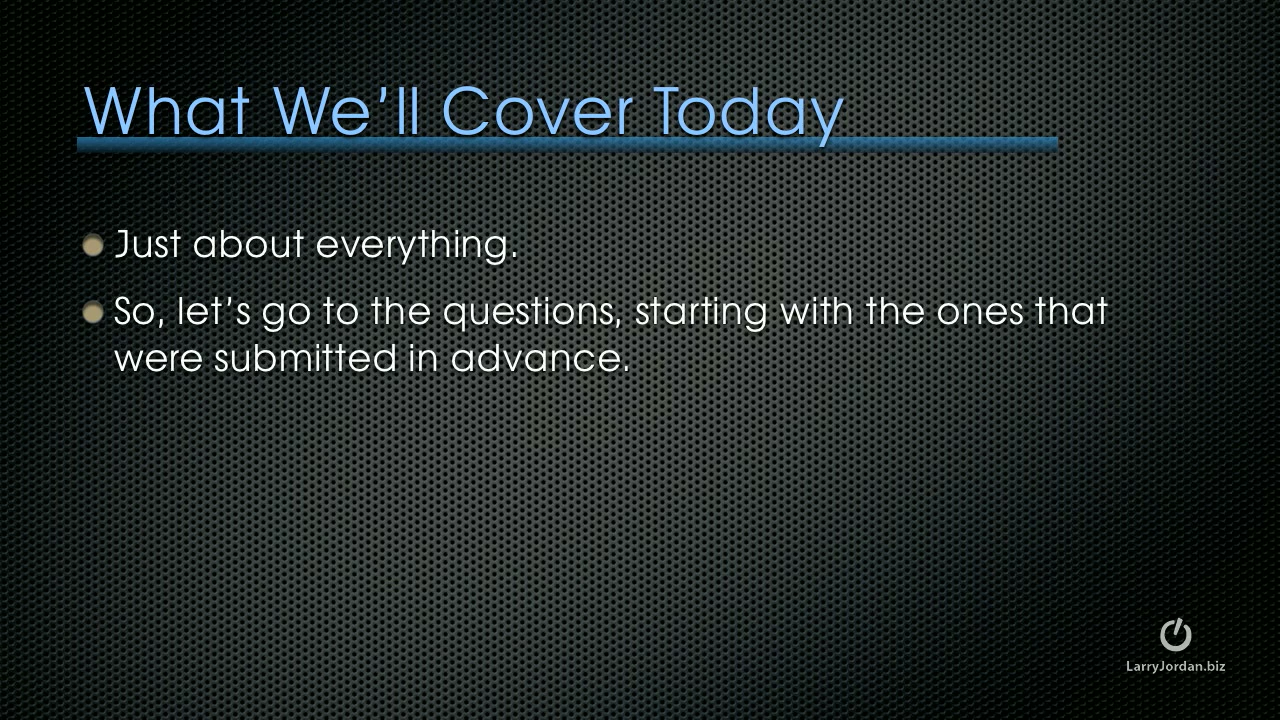 What We’ll Cover Today
Just about everything.
So, let’s go to the questions, starting with the ones that
were submitted in advance.
LarryJordan.biz